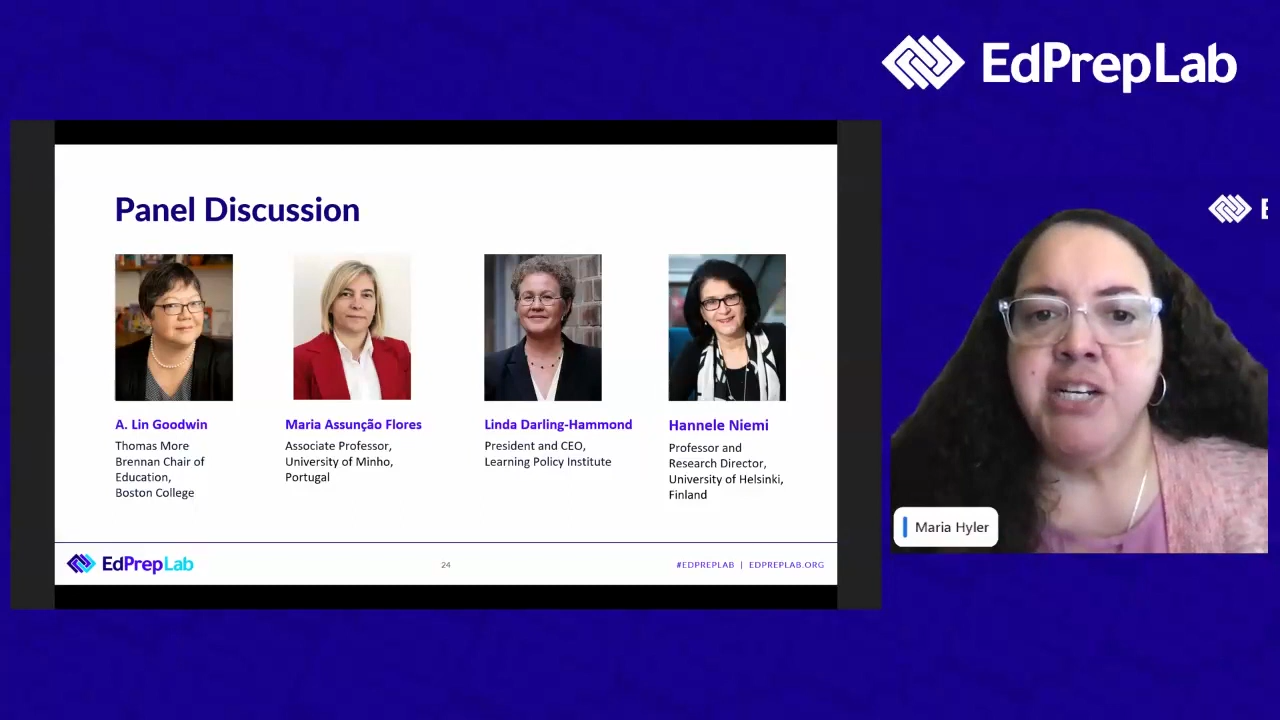 EdPrepLab
Panel Discussion
A. Lin Goodwin
Thomas More
Brennan Chair of
Education,
Boston College
Maria Assunção Flores
Associate Professor,
University of Minho,
Portugal
Linda Darling-Hammond
President and CEO,
Learning Policy Institute
Hannele Niemi
Professor and
Research Director,
University of Helsinki,
Finland
EdPrepLab
24
#EDPREPLAB | EDPREPLAB.ORG
E
Maria Hyler